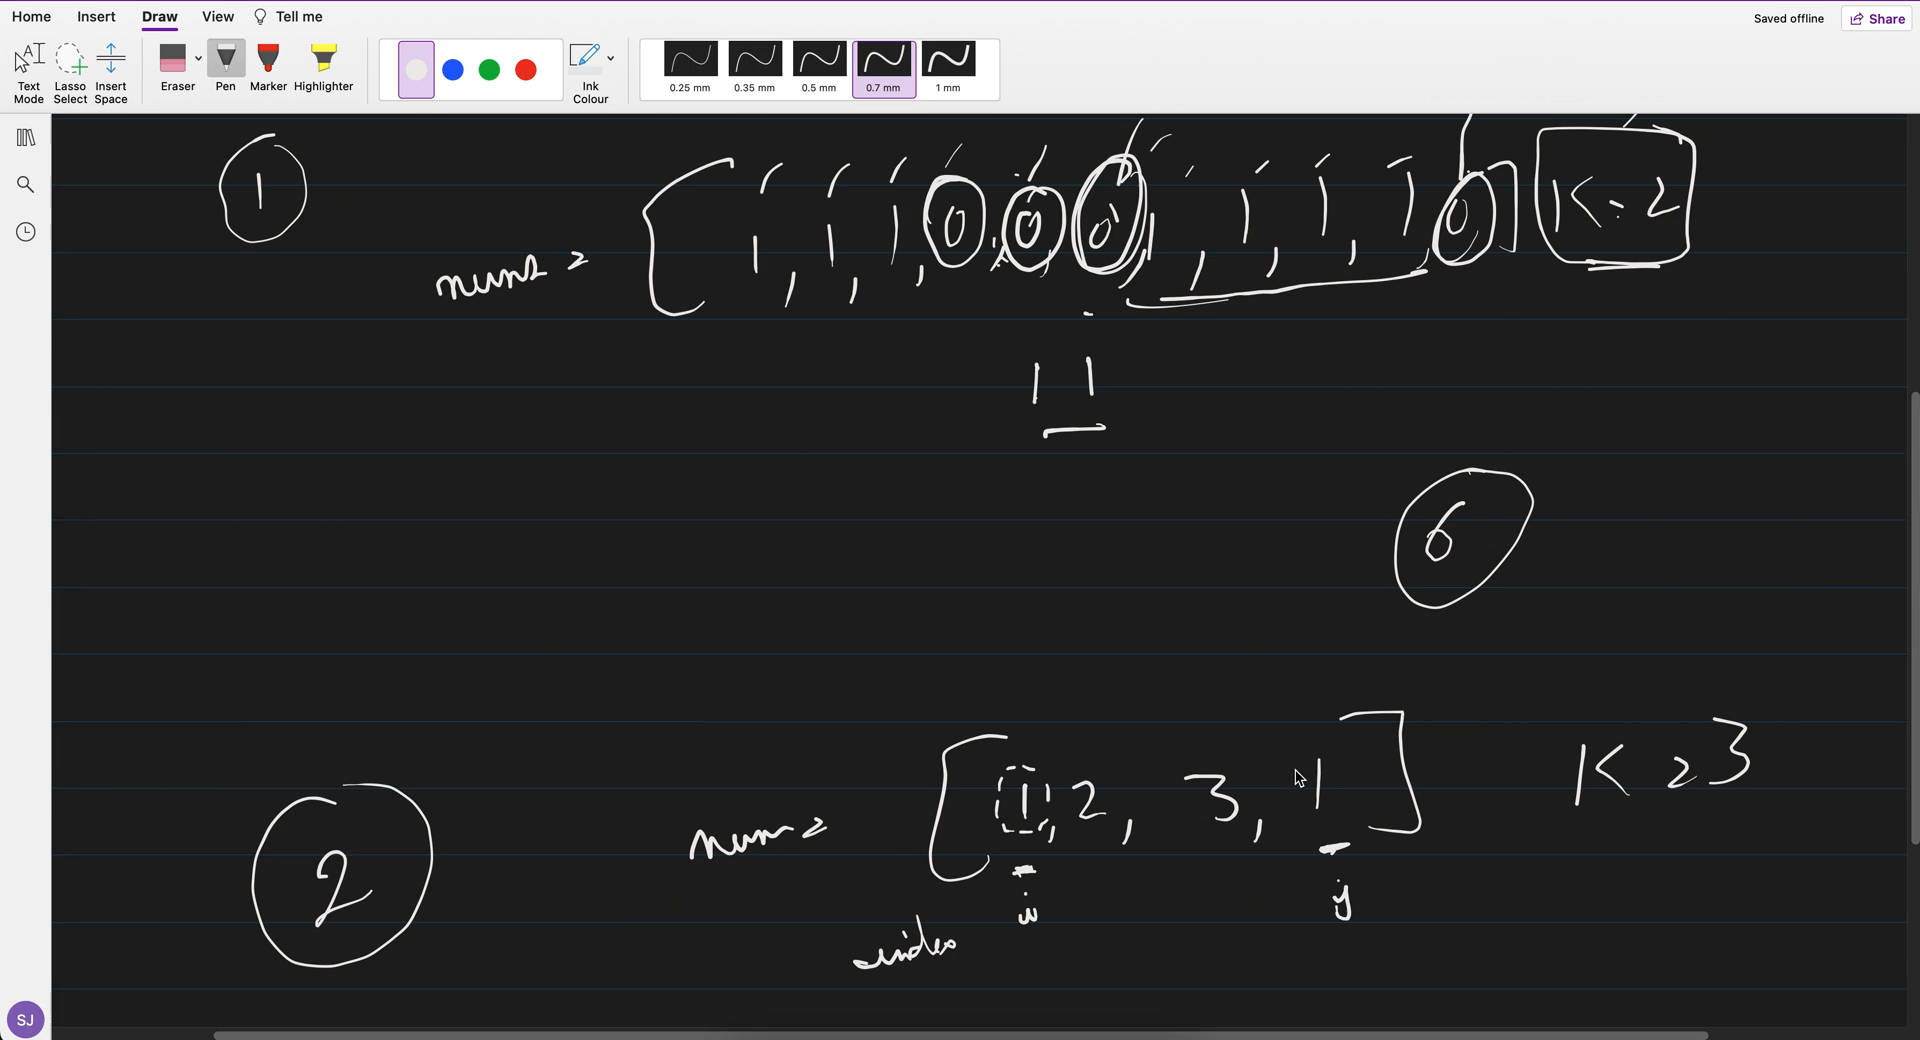 Home Insert Draw View Tell me
Saved offline Share
Text Mode Lasso Select Insert Space Eraser Pen Marker Highlighter Ink Colour 0.25 mm 0.35 mm 0.5 mm 0.7 mm 1 mm
1
nums = [1, 1, 1, 0, 0, 0, 1, 1, 1, 1, 0] K = 2
1 1
6
2
nums = [1, 2, 3, 1] K = 3
i j
index
SJ